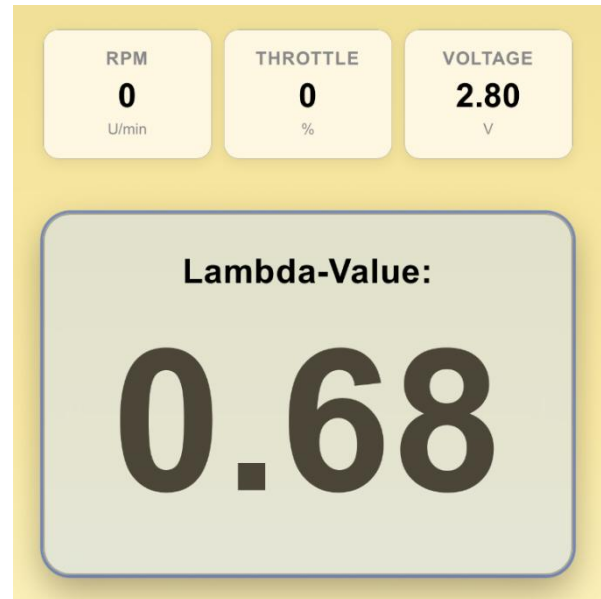 RPM THROTTLE VOLTAGE
0 0 2.80
U/min % V
Lambda-Value:
0.68